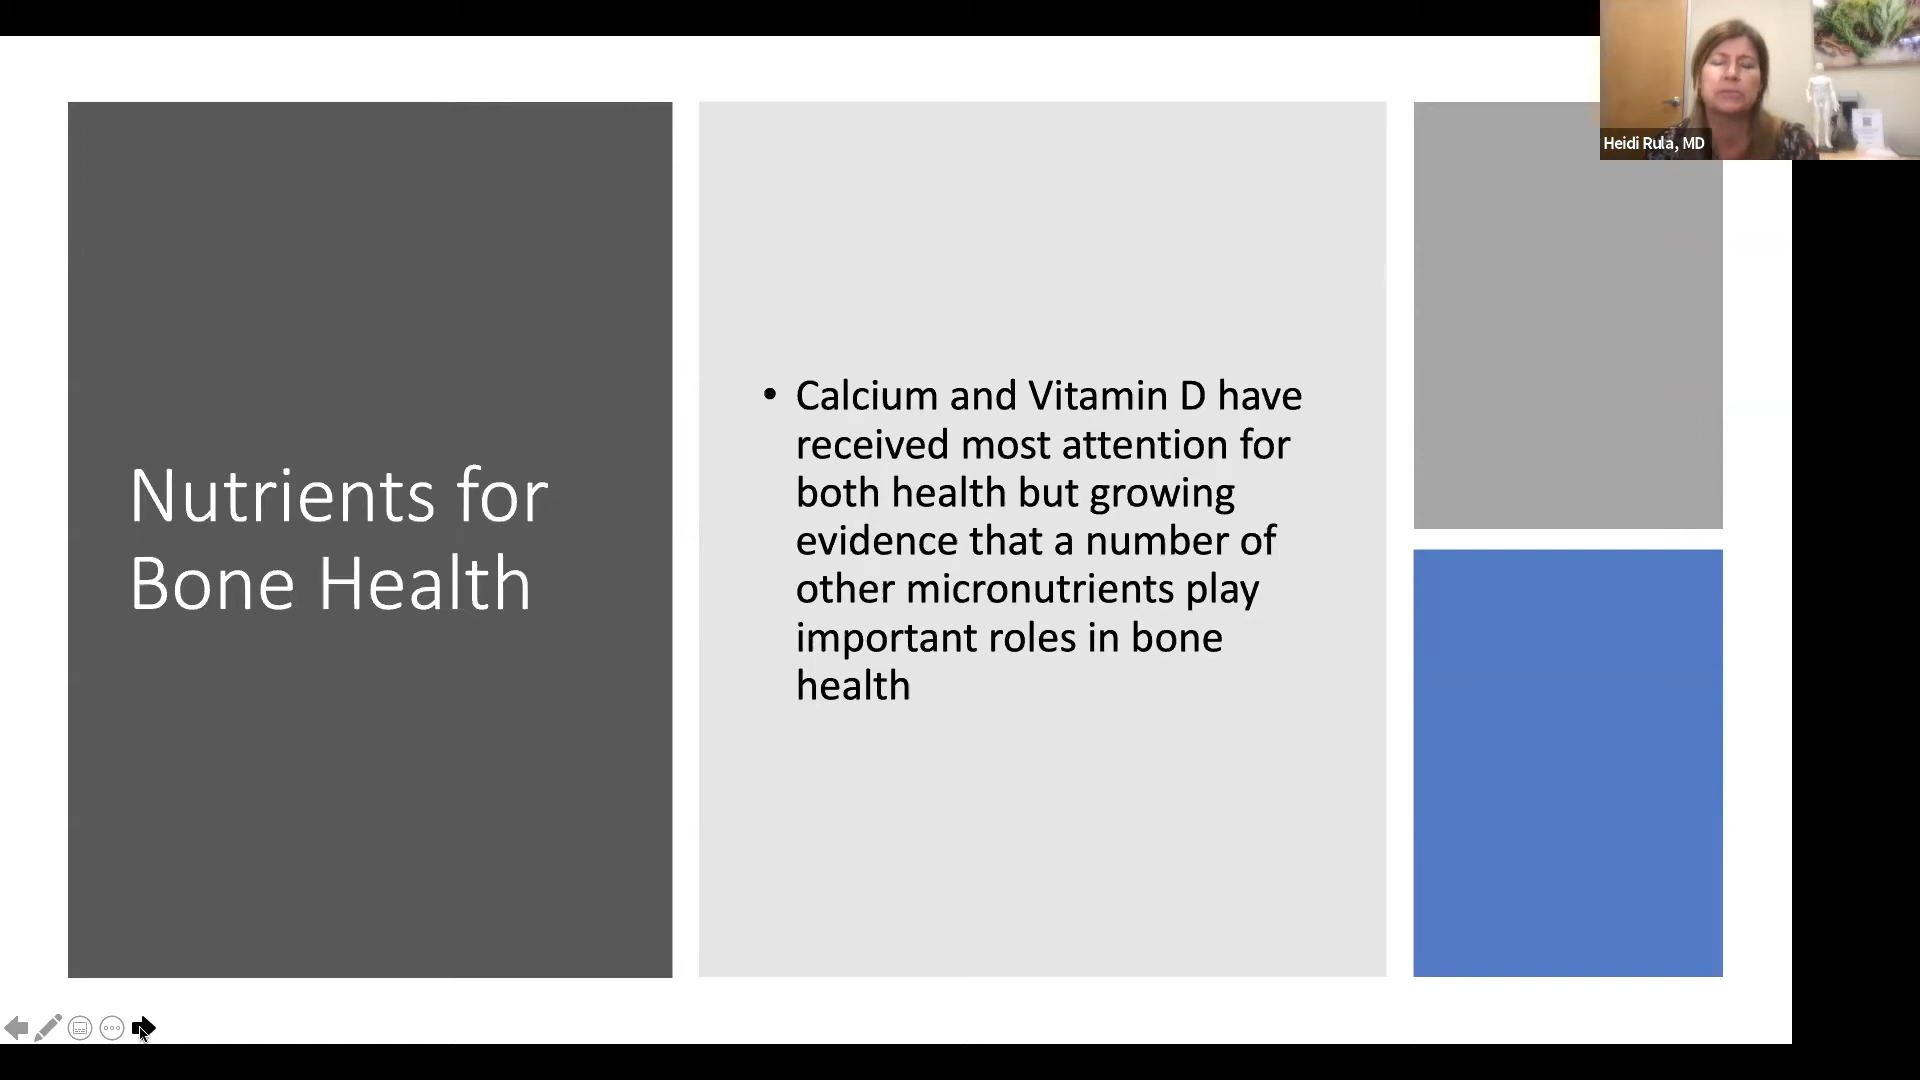 Heidi Rula, MD
Nutrients for
Bone Health
• Calcium and Vitamin D have
received most attention for
both health but growing
evidence that a number of
other micronutrients play
important roles in bone
health